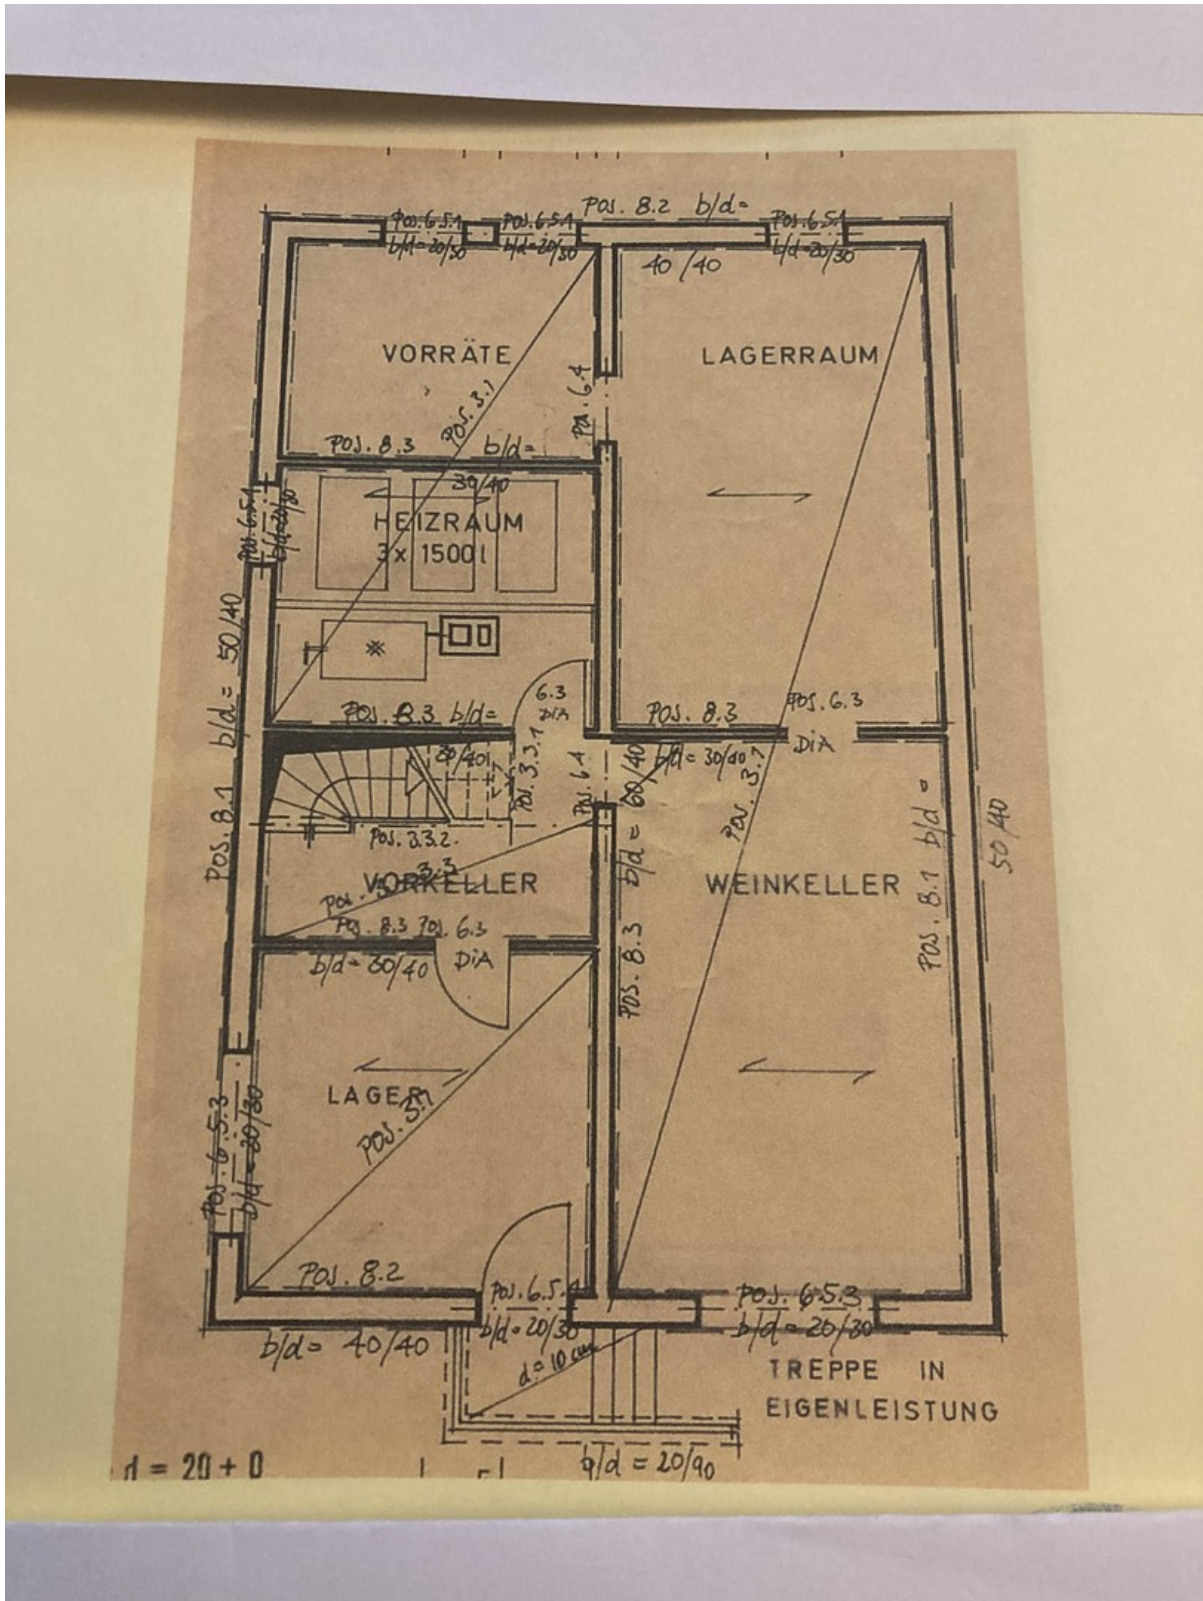 POS. 8.2 b/d=
POS. 6.5.1
b/d=20/30
POS. 6.5.1
b/d=20/30
POS. 6.5.1
b/d=20/30
40/40
VORRÄTE
LAGERRAUM
POS. 3.1
POS. 6.4
POS. 8.3 b/d=
30/40
HEIZRAUM
3x 1500 l
POS. 6.5.1
b/d=20/30
POS. 8.1 b/d= 50/40
6.3
DIA
POS. 8.3 b/d=
30/40
POS. 8.3
b/d= 30/40
POS. 6.3
DIA
POS. 3.3.1
POS. 6.4
POS. 3.1
POS. 3.3.2.
POS. 3.3
VORKELLER
WEINKELLER
POS. 8.3 b/d= 60/40
POS. 8.1 b/d=
50/40
POS. 8.3 POS. 6.3
b/d= 30/40
DIA
LAGER
POS. 3.1
POS. 6.5.3
b/d= 20/30
POS. 8.2
b/d= 40/40
POS. 6.5.1
b/d=20/30
d=10 cm
POS. 6.5.3
b/d=20/30
TREPPE IN
EIGENLEISTUNG
b/d = 20/90
d = 20 + 0